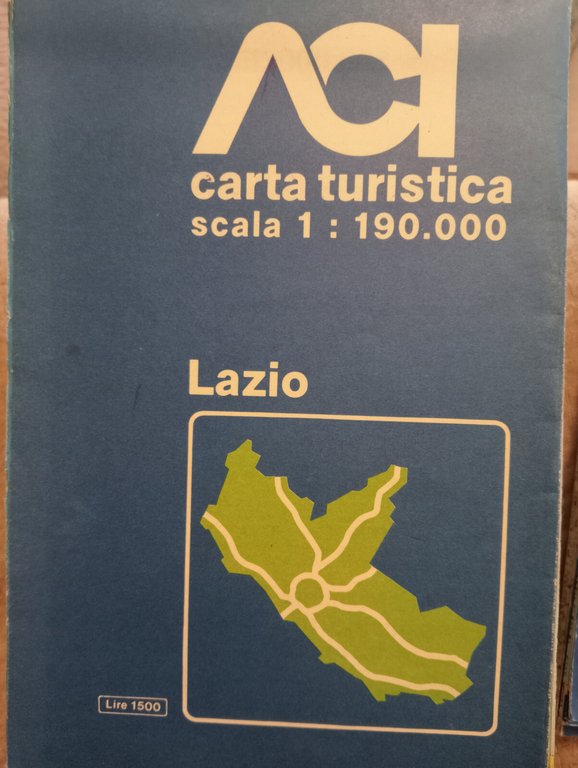 ACI
carta turistica
scala 1 : 190.000
Lazio
Lire 1500